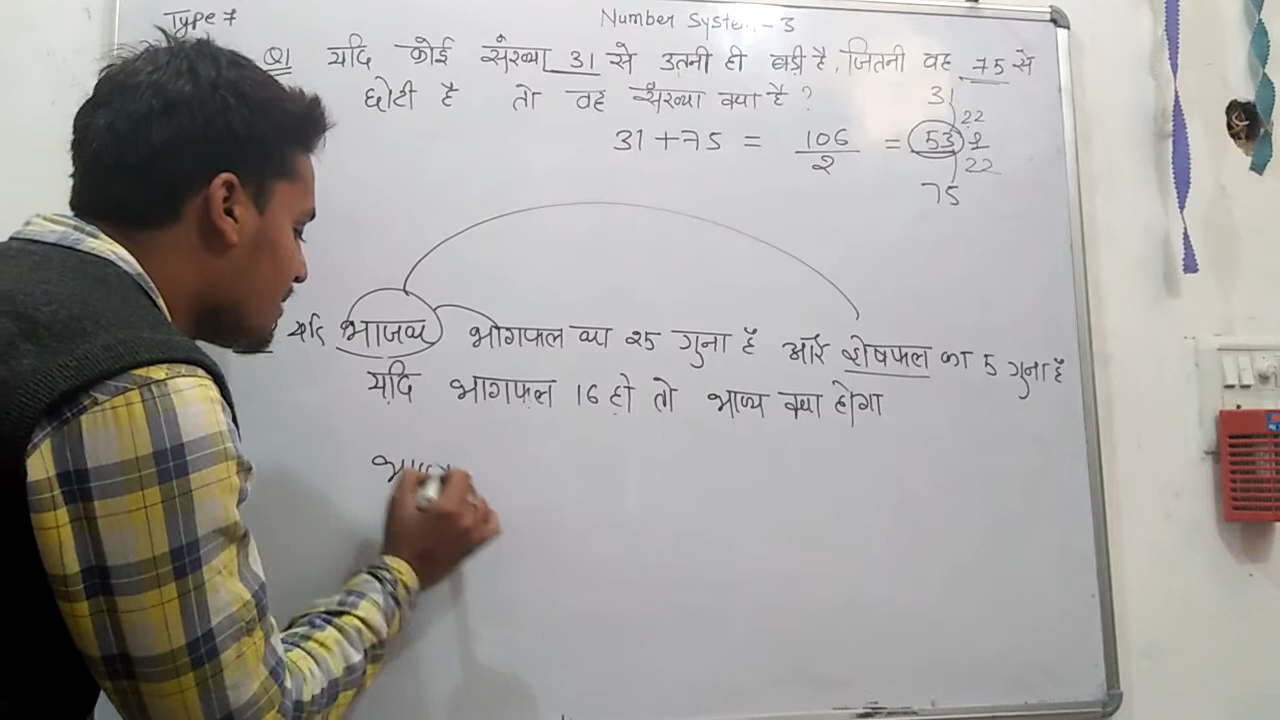 Type 7
Number System - 3
Q1 यदि कोई संख्या 31 से उतनी ही बड़ी है, जितनी वह 75 से
छोटी है तो वह संख्या क्या है ?
31
22
31 + 75 = 106/2 = 53
22
75
यदि भाजक भागफल का 25 गुना है और शेषफल का 5 गुना है
यदि भागफल 16 हो तो भाज्य क्या होगा